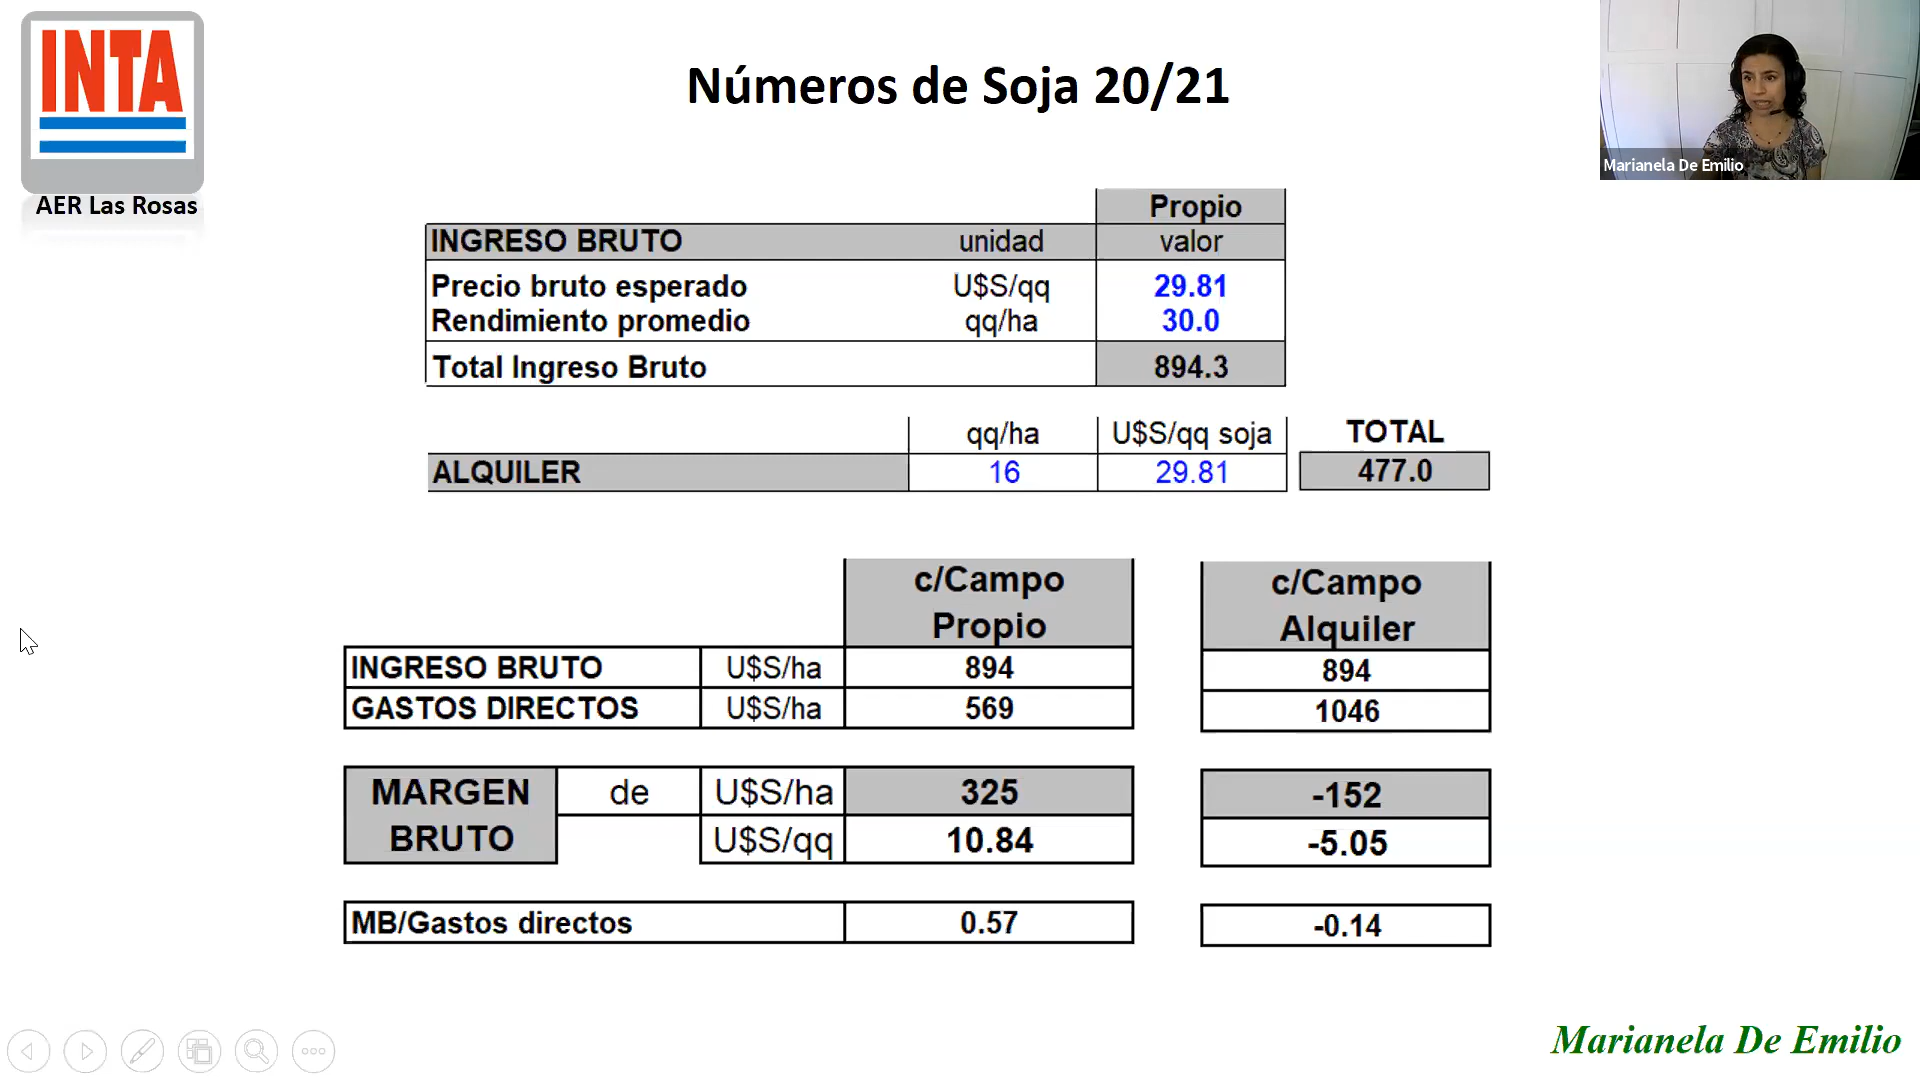 INTA
AER Las Rosas
Números de Soja 20/21
Marianela De Emilio
Propio
INGRESO BRUTO unidad valor
Precio bruto esperado U$S/qq 29.81
Rendimiento promedio qq/ha 30.0
Total Ingreso Bruto 894.3
qq/ha U$S/qq soja TOTAL
ALQUILER 16 29.81 477.0
c/Campo Propio c/Campo Alquiler
INGRESO BRUTO U$S/ha 894 894
GASTOS DIRECTOS U$S/ha 569 1046
MARGEN de U$S/ha 325 -152
BRUTO U$S/qq 10.84 -5.05
MB/Gastos directos 0.57 -0.14
Marianela De Emilio